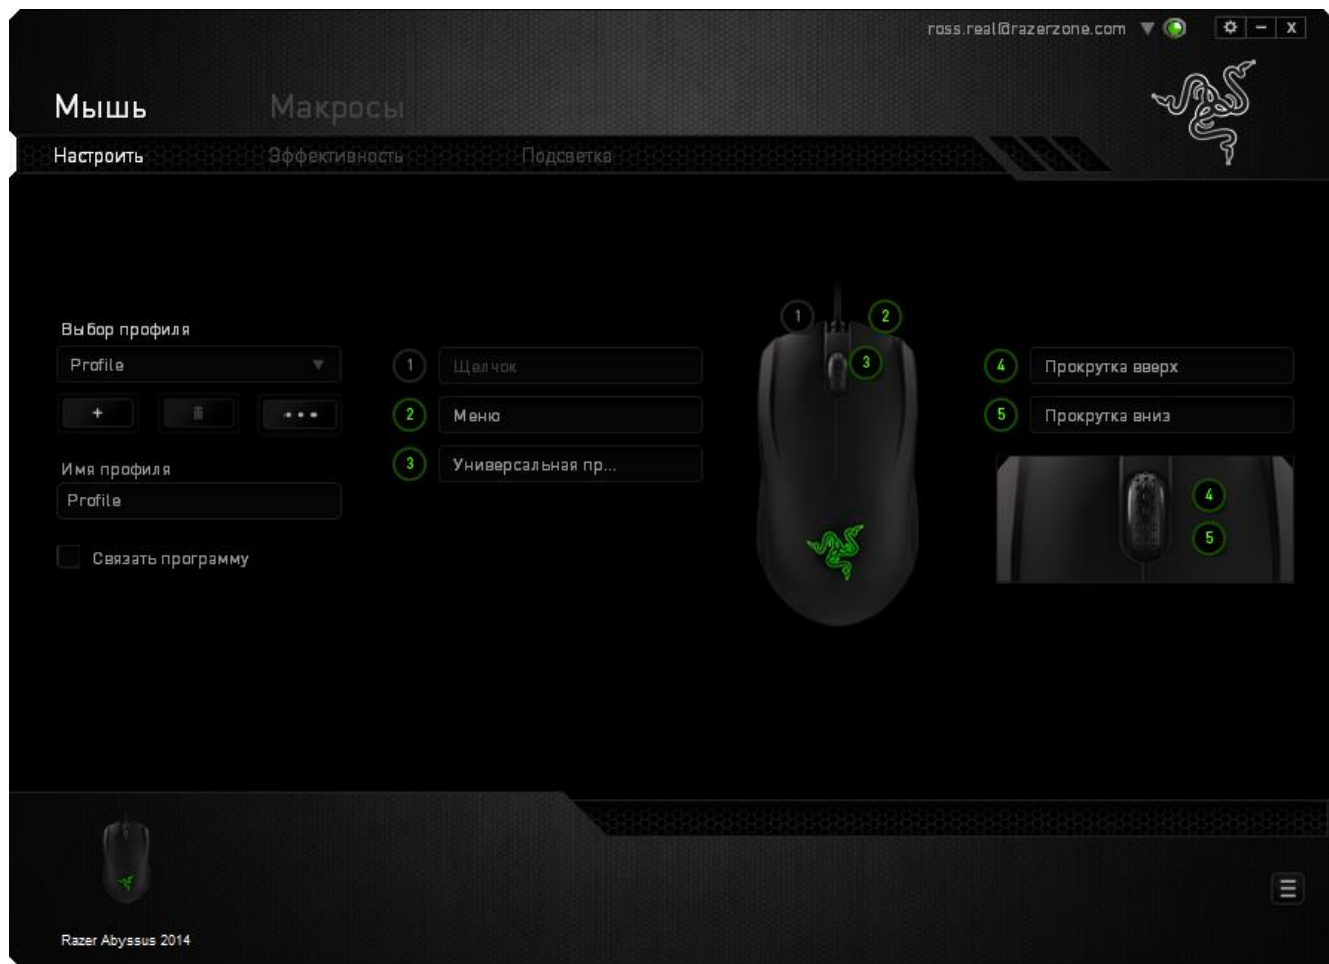 ross.real@razerzone.com
Мышь Макросы
Настроить Эффективность Подсветка
Выбор профиля
Profile
+
Имя профиля
Profile
Связать программу
1 Щелчок
2 Меню
3 Универсальная пр...
1
2
3
4 Прокрутка вверх
5 Прокрутка вниз
4
5
Razer Abyssus 2014